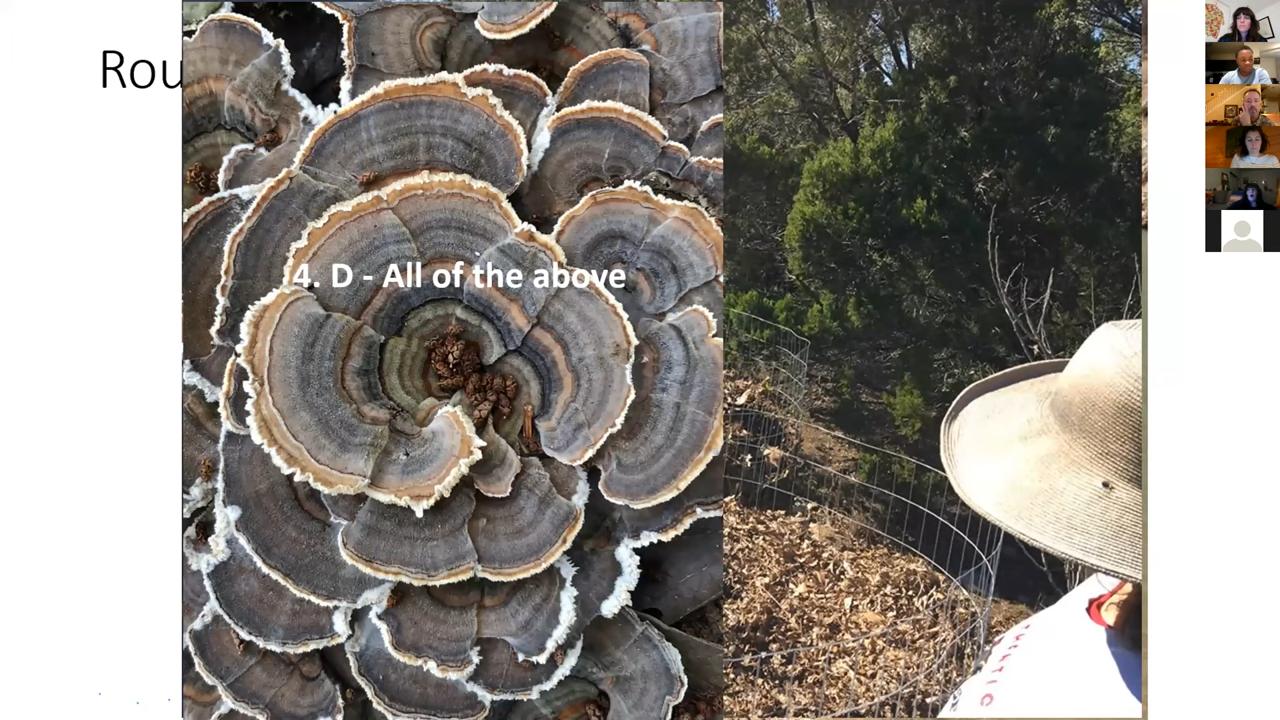 Rou
4. D - All of the above